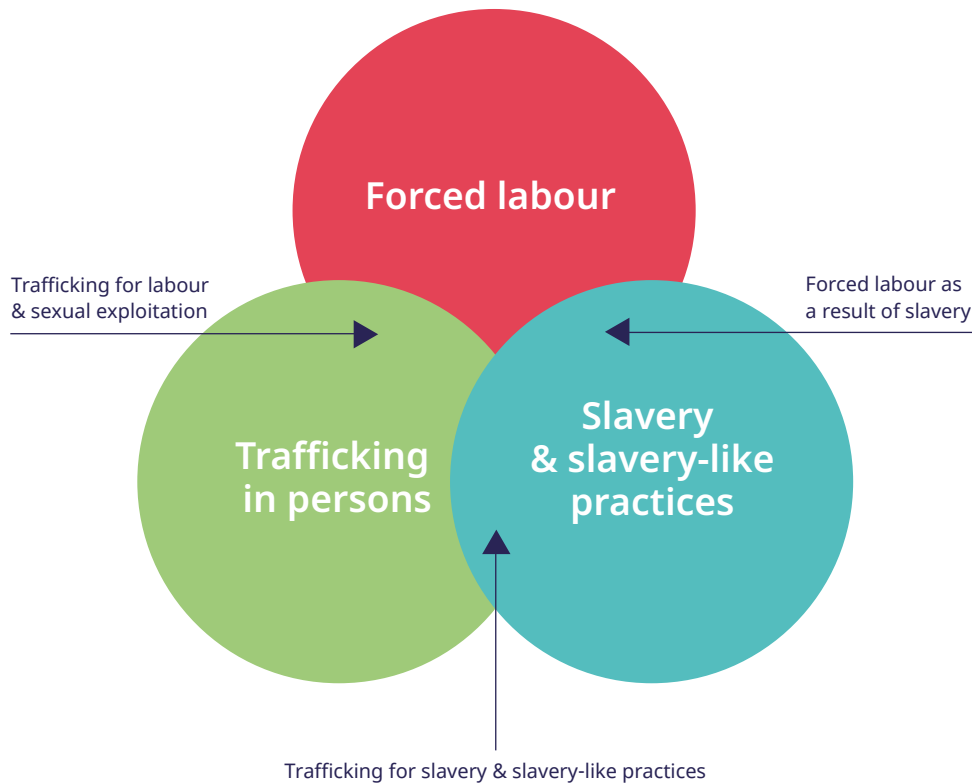 Forced labour
Trafficking for labour
& sexual exploitation
Forced labour as
a result of slavery
Trafficking
in persons
Slavery
& slavery-like
practices
Trafficking for slavery & slavery-like practices